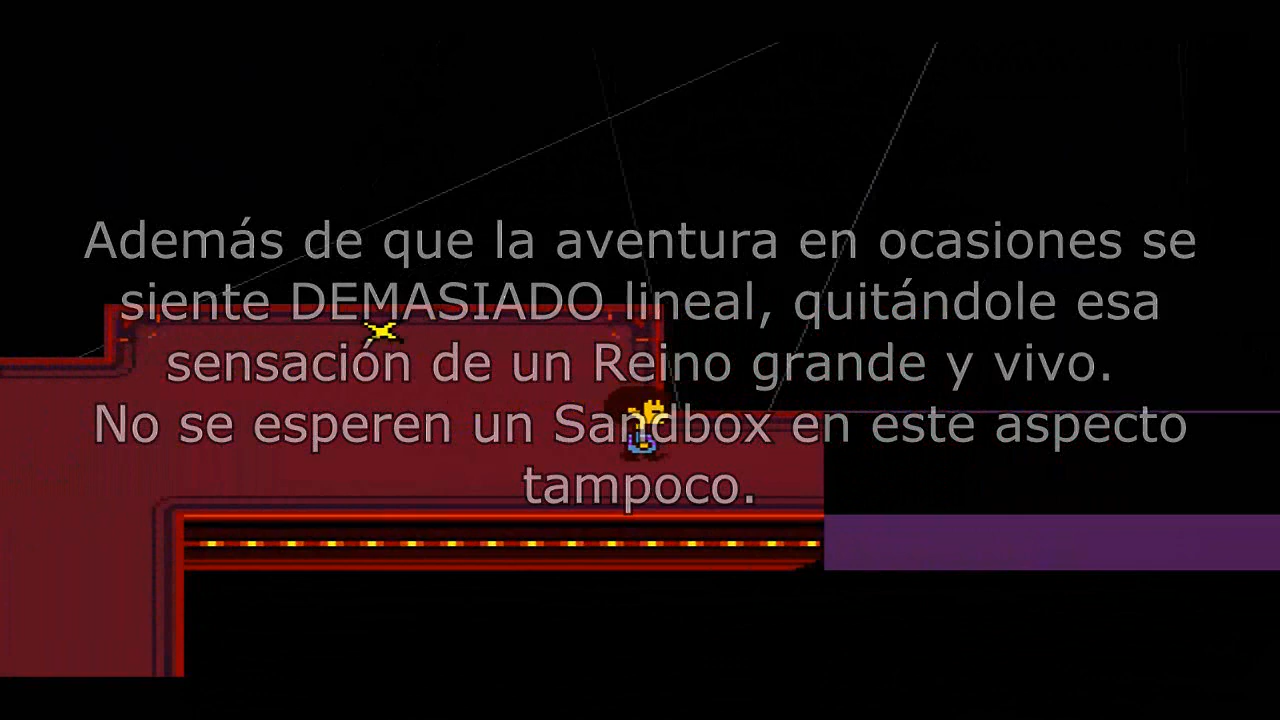 Además de que la aventura en ocasiones se
siente DEMASIADO lineal, quitándole esa
sensación de un Reino grande y vivo.
No se esperen un Sandbox en este aspecto
tampoco.